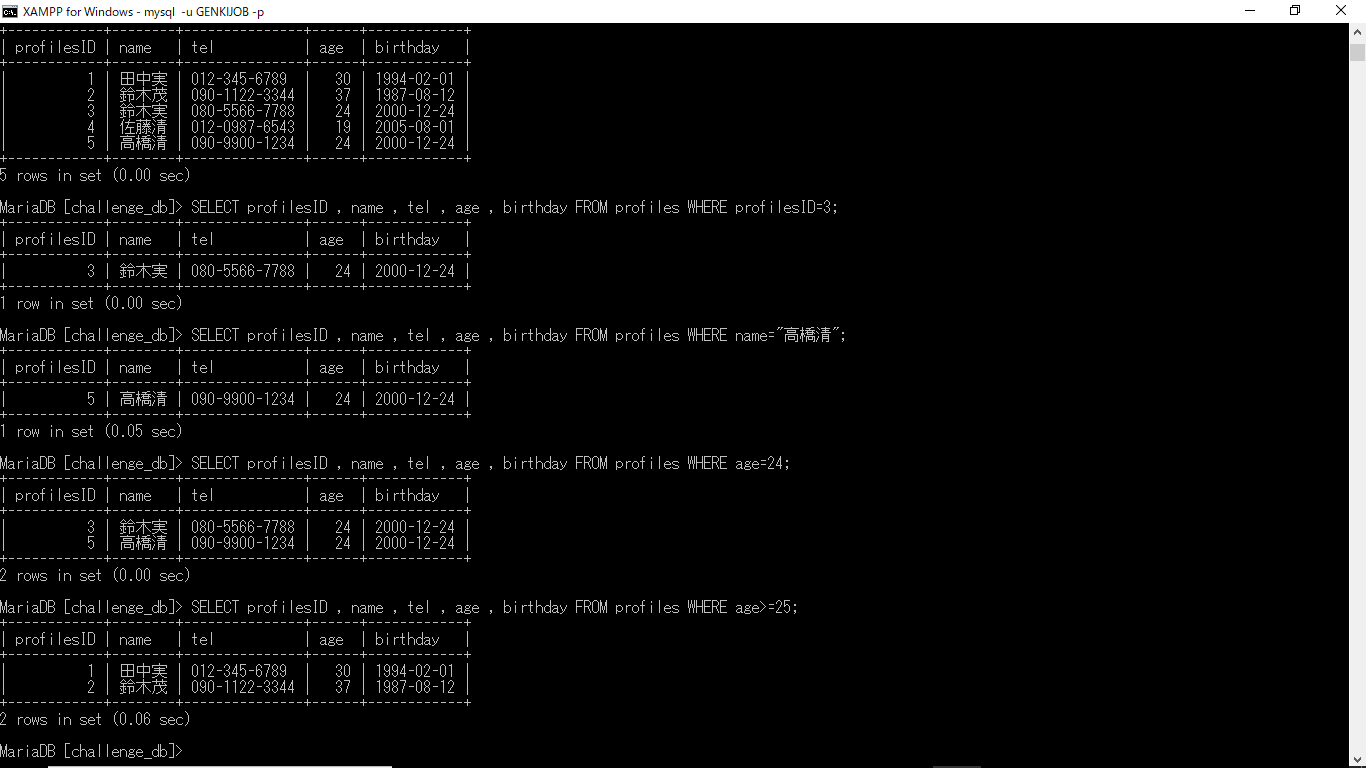 XAMPP for Windows - mysql -u GENKIJOB -p
+------------+--------+---------------+------+------------+
| profilesID | name | tel | age | birthday |
+------------+--------+---------------+------+------------+
| 1 | 田中実 | 012-345-6789 | 30 | 1994-02-01 |
| 2 | 鈴木茂 | 090-1122-3344 | 37 | 1987-08-12 |
| 3 | 鈴木実 | 080-5566-7788 | 24 | 2000-12-24 |
| 4 | 佐藤清 | 012-0987-6543 | 19 | 2005-08-01 |
| 5 | 高橋清 | 090-9900-1234 | 24 | 2000-12-24 |
+------------+--------+---------------+------+------------+
5 rows in set (0.00 sec)
MariaDB [challenge_db]> SELECT profilesID , name , tel , age , birthday FROM profiles WHERE profilesID=3;
+------------+--------+---------------+------+------------+
| profilesID | name | tel | age | birthday |
+------------+--------+---------------+------+------------+
| 3 | 鈴木実 | 080-5566-7788 | 24 | 2000-12-24 |
+------------+--------+---------------+------+------------+
1 row in set (0.00 sec)
MariaDB [challenge_db]> SELECT profilesID , name , tel , age , birthday FROM profiles WHERE name="高橋清";
+------------+--------+---------------+------+------------+
| profilesID | name | tel | age | birthday |
+------------+--------+---------------+------+------------+
| 5 | 高橋清 | 090-9900-1234 | 24 | 2000-12-24 |
+------------+--------+---------------+------+------------+
1 row in set (0.05 sec)
MariaDB [challenge_db]> SELECT profilesID , name , tel , age , birthday FROM profiles WHERE age=24;
+------------+--------+---------------+------+------------+
| profilesID | name | tel | age | birthday |
+------------+--------+---------------+------+------------+
| 3 | 鈴木実 | 080-5566-7788 | 24 | 2000-12-24 |
| 5 | 高橋清 | 090-9900-1234 | 24 | 2000-12-24 |
+------------+--------+---------------+------+------------+
2 rows in set (0.00 sec)
MariaDB [challenge_db]> SELECT profilesID , name , tel , age , birthday FROM profiles WHERE age>=25;
+------------+--------+---------------+------+------------+
| profilesID | name | tel | age | birthday |
+------------+--------+---------------+------+------------+
| 1 | 田中実 | 012-345-6789 | 30 | 1994-02-01 |
| 2 | 鈴木茂 | 090-1122-3344 | 37 | 1987-08-12 |
+------------+--------+---------------+------+------------+
2 rows in set (0.06 sec)
MariaDB [challenge_db]>